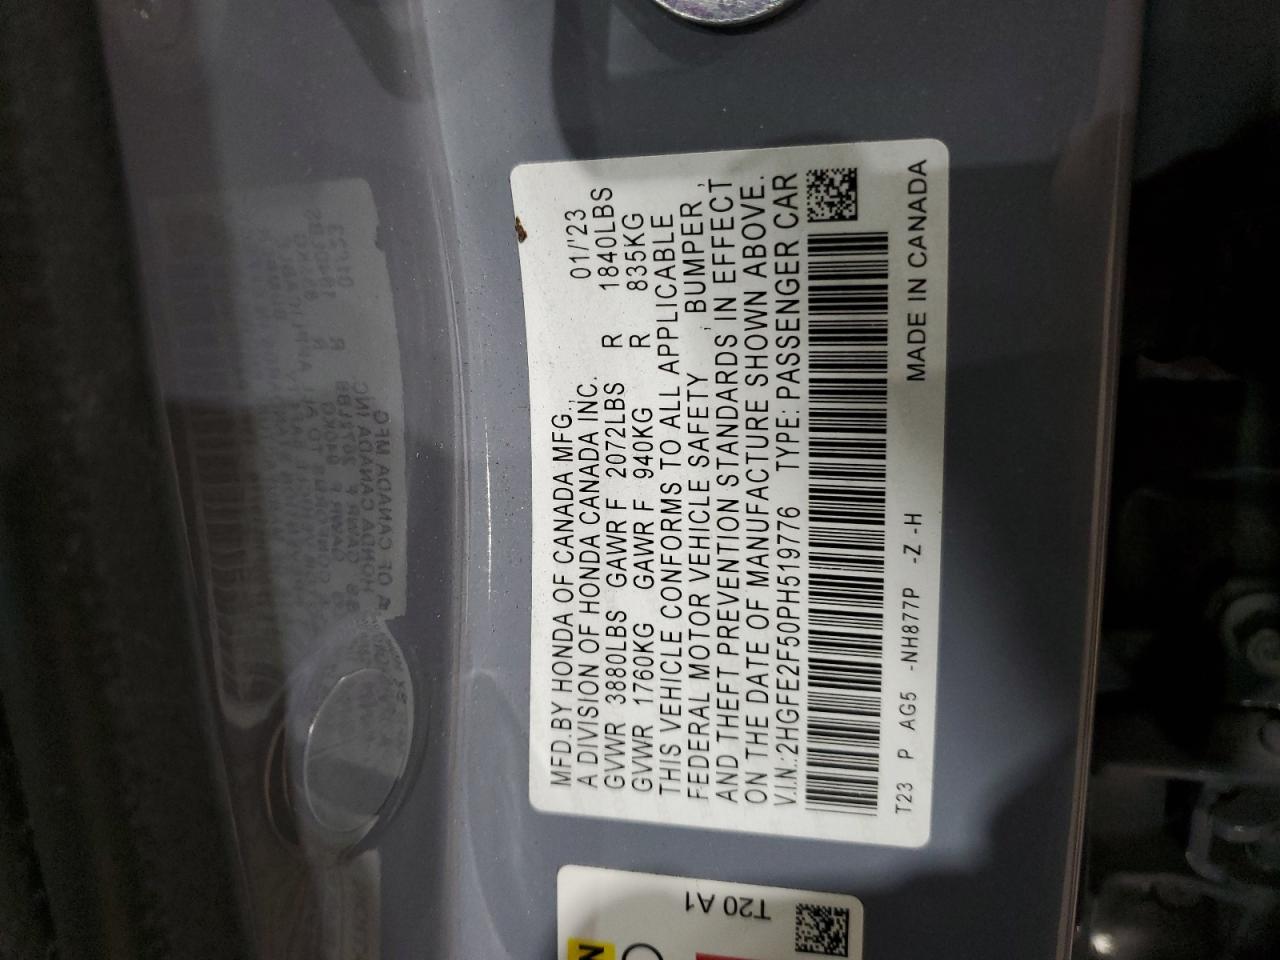 MFD.BY HONDA OF CANADA MFG., 01/'23
A DIVISION OF HONDA CANADA INC.
GVWR 3880LBS GAWR F 2072LBS R 1840LBS
GVWR 1760KG GAWR F 940KG R 835KG
THIS VEHICLE CONFORMS TO ALL APPLICABLE
FEDERAL MOTOR VEHICLE SAFETY , BUMPER ,
AND THEFT PREVENTION STANDARDS IN EFFECT
ON THE DATE OF MANUFACTURE SHOWN ABOVE.
V.I.N.:2HGFE2F50PH519776 TYPE: PASSENGER CAR
T23 P AG5 -NH877P -Z -H MADE IN CANADA
T20 A1